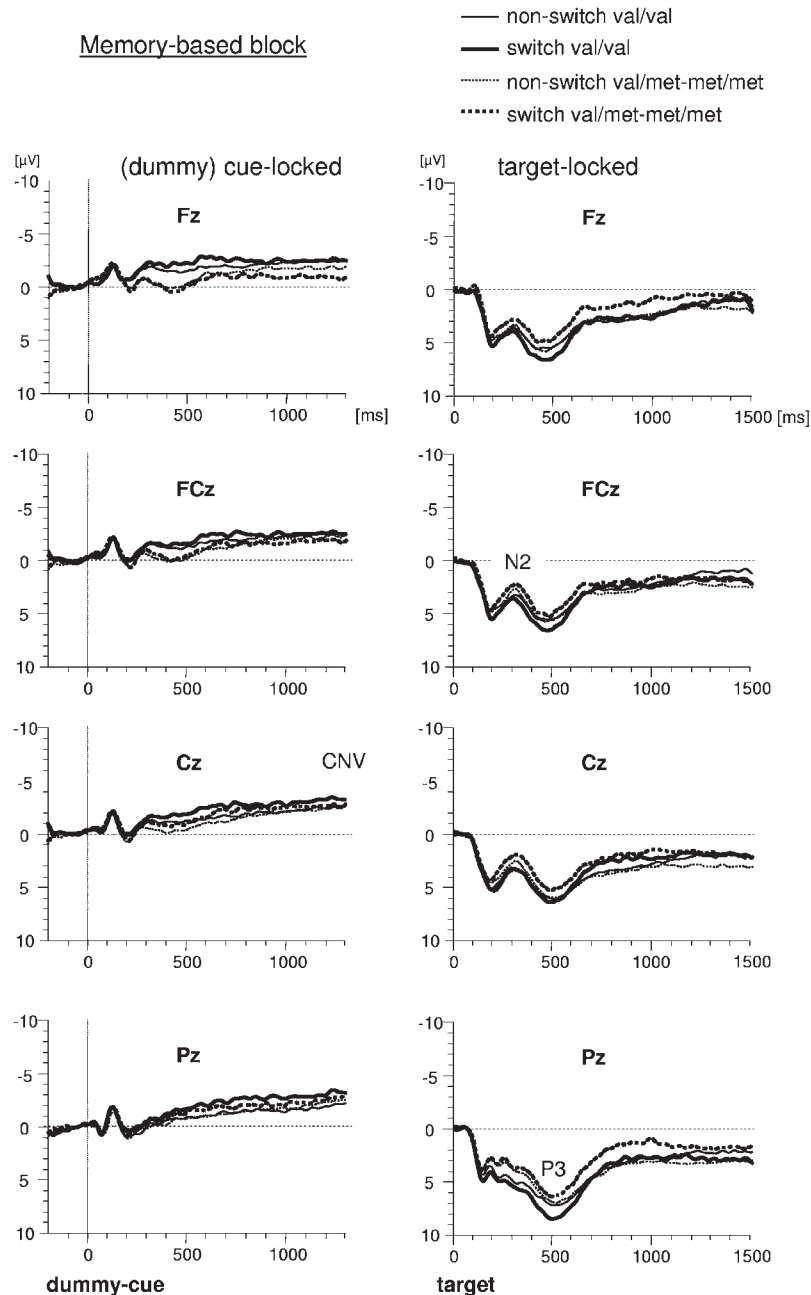 Memory-based block
non-switch val/val
switch val/val
non-switch val/met-met/met
switch val/met-met/met
(dummy) cue-locked
target-locked
[µV]
-10
-5
0
5
10
Fz
0
500
1000
[ms]
[µV]
-10
-5
0
5
10
Fz
0
500
1000
1500 [ms]
-10
-5
0
5
10
FCz
0
500
1000
-10
-5
0
5
10
FCz
N2
0
500
1000
1500
-10
-5
0
5
10
Cz
CNV
0
500
1000
-10
-5
0
5
10
Cz
0
500
1000
1500
-10
-5
0
5
10
Pz
0
500
1000
dummy-cue
-10
-5
0
5
10
Pz
P3
0
500
1000
1500
target